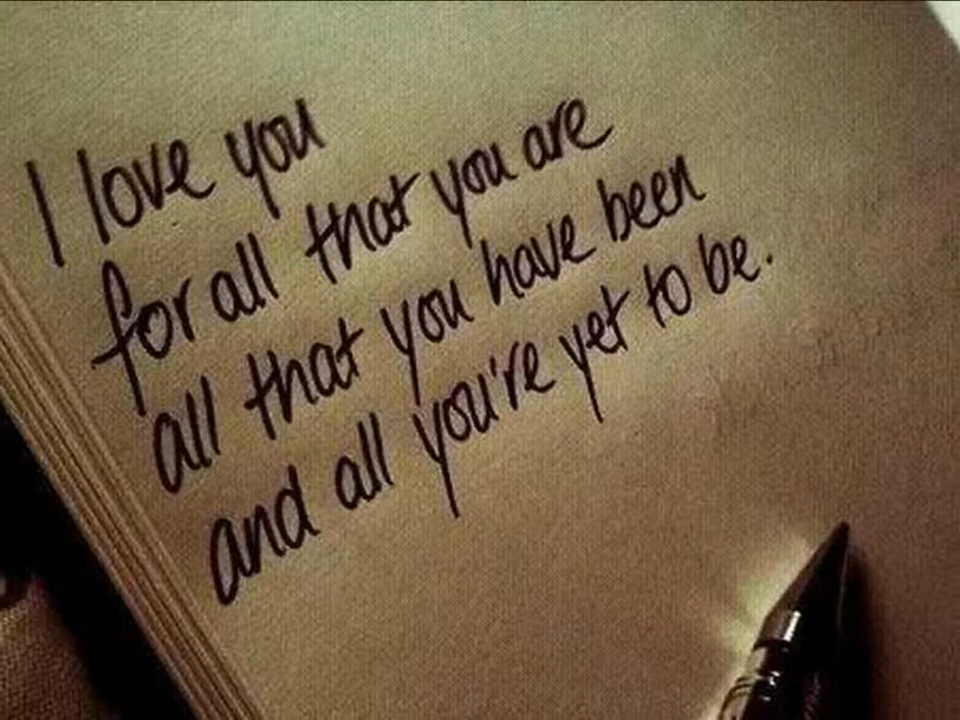 I love you
for all that you are
all that you have been
and all you're yet to be.